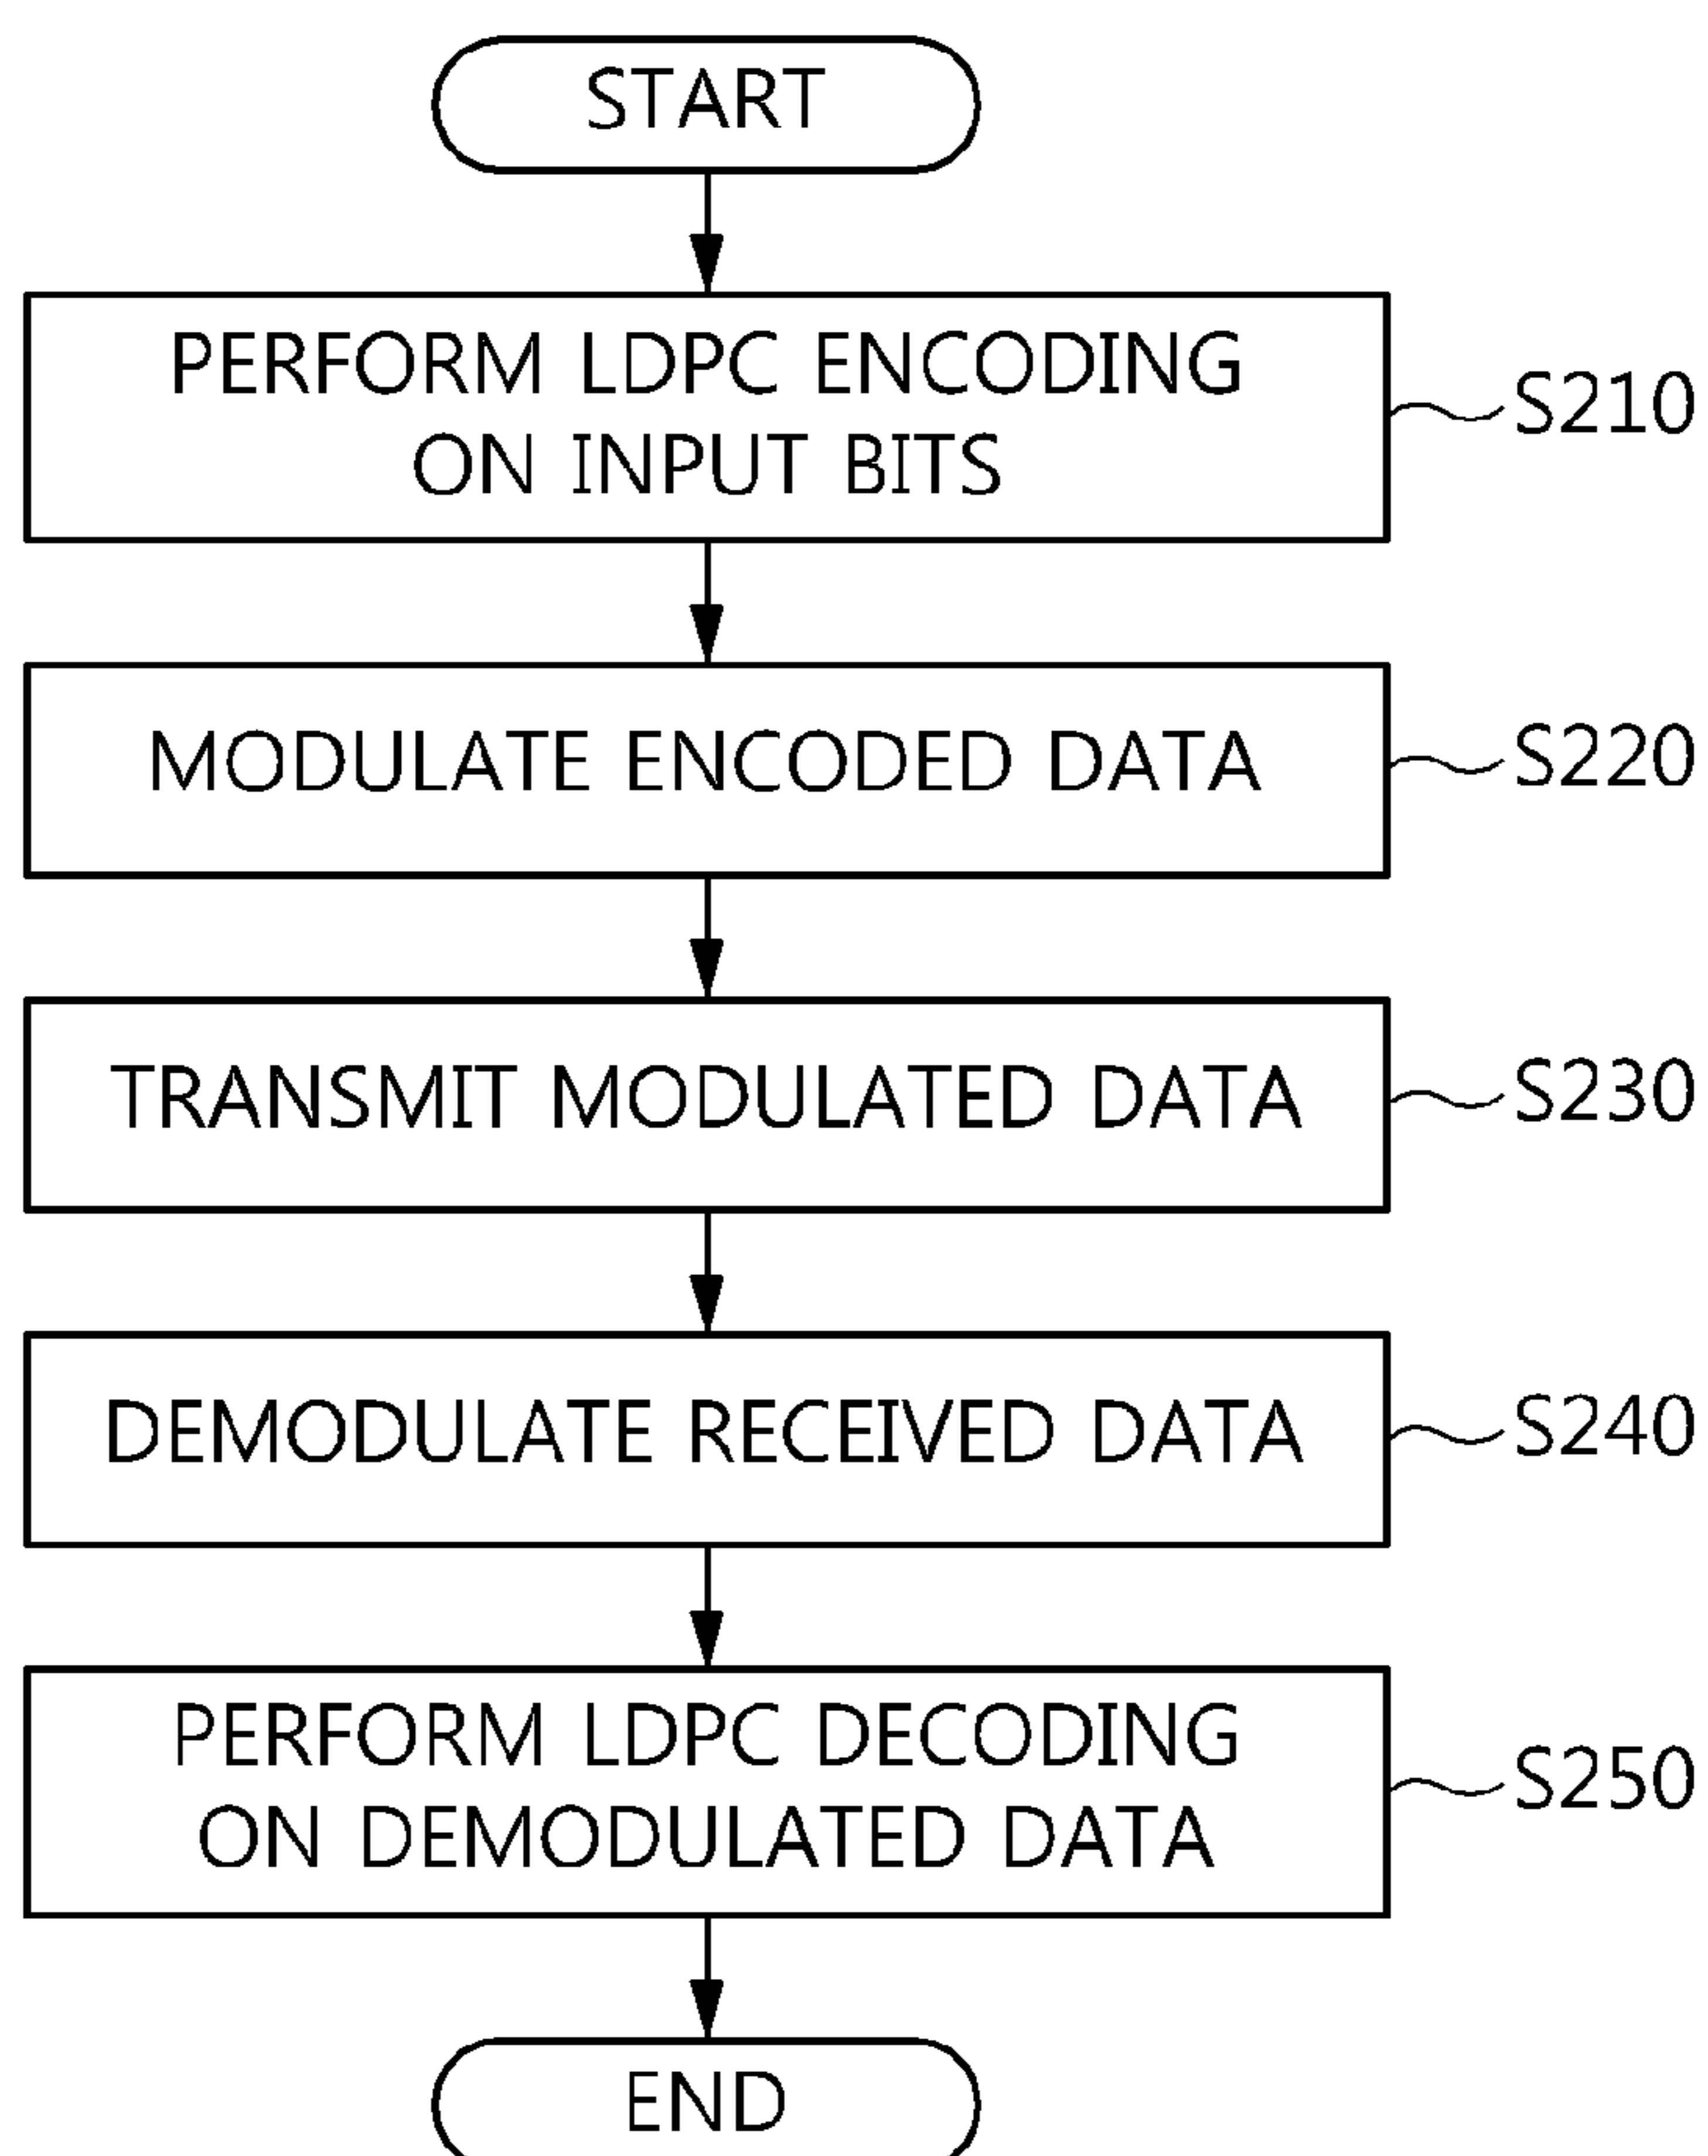 START
PERFORM LDPC ENCODING
ON INPUT BITS
S210
MODULATE ENCODED DATA
S220
TRANSMIT MODULATED DATA
S230
DEMODULATE RECEIVED DATA
S240
PERFORM LDPC DECODING
ON DEMODULATED DATA
S250
END